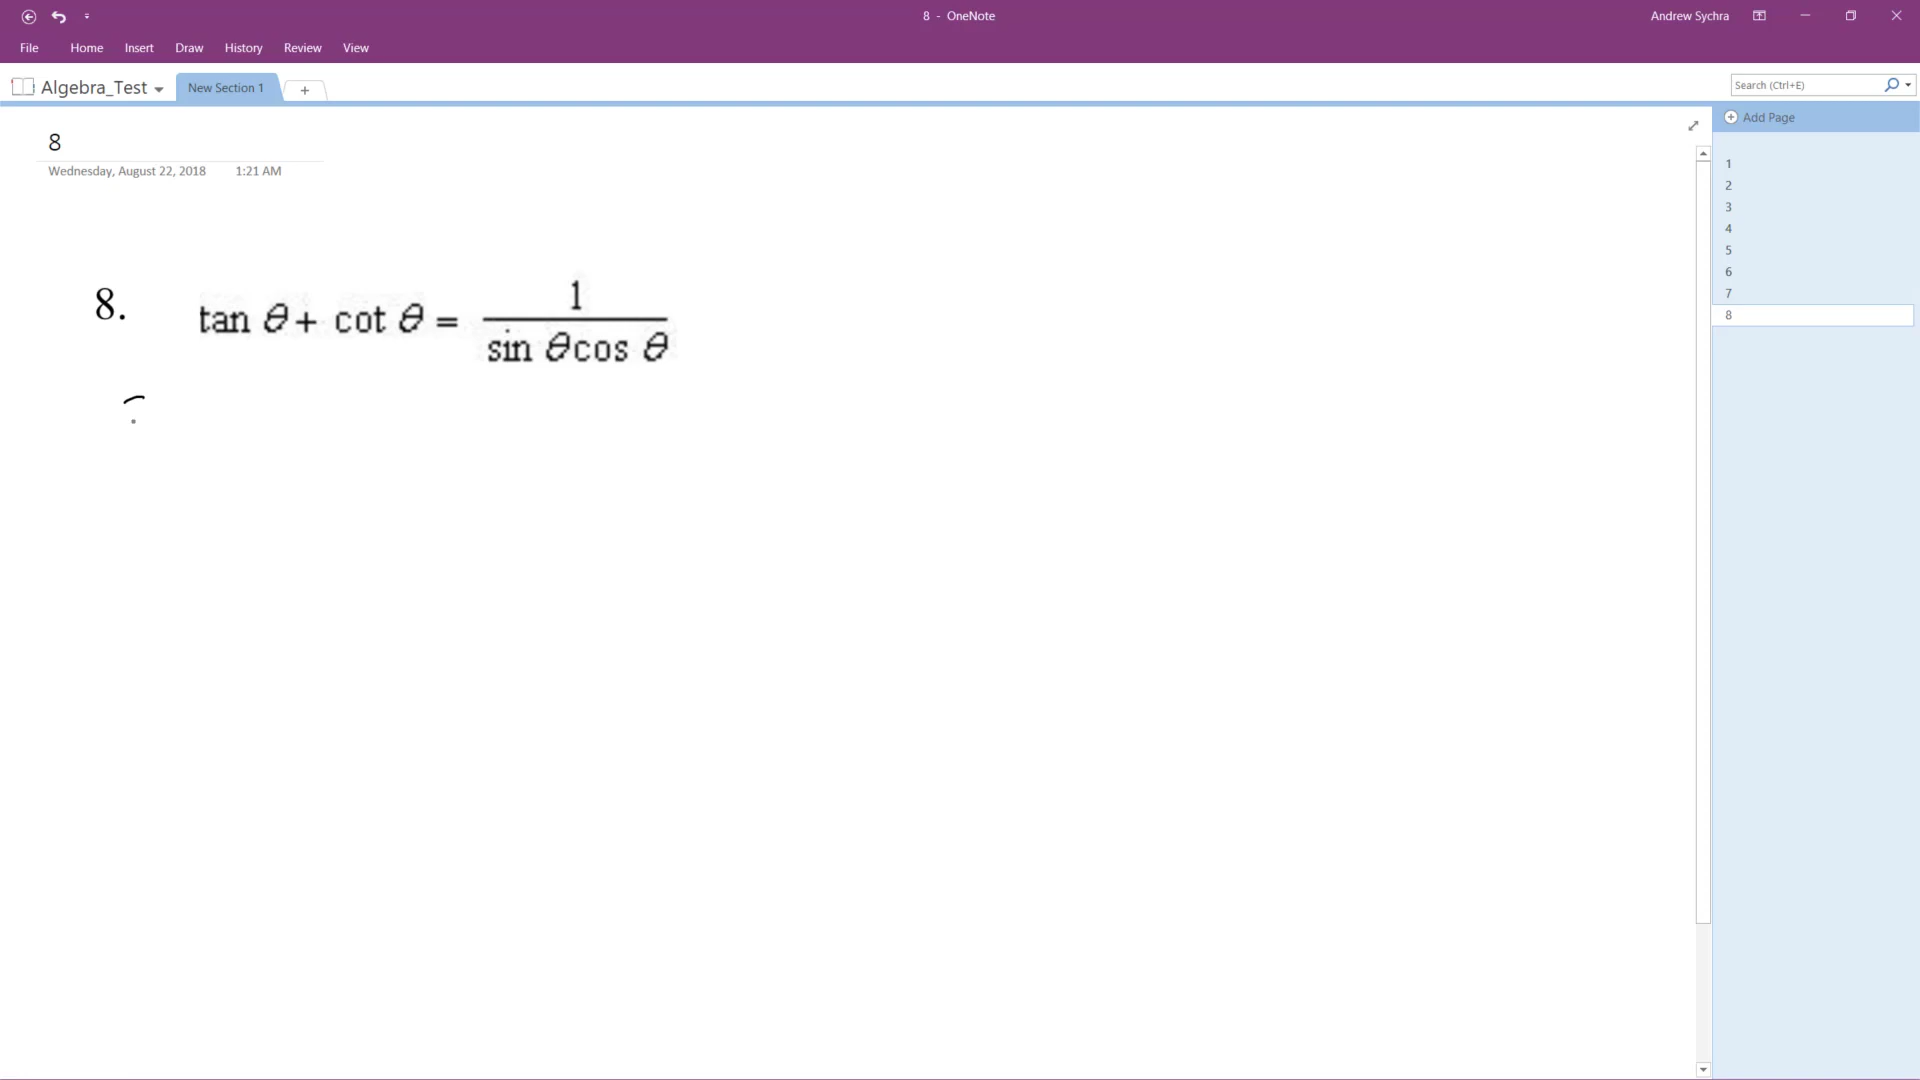 8 - OneNote
Andrew Sychra
File Home Insert Draw History Review View
Algebra_Test
New Section 1
+
Search (Ctrl+E)
Add Page
8
Wednesday, August 22, 2018 1:21 AM
8. tan θ + cot θ = 1 / sin θ cos θ
1
2
3
4
5
6
7
8